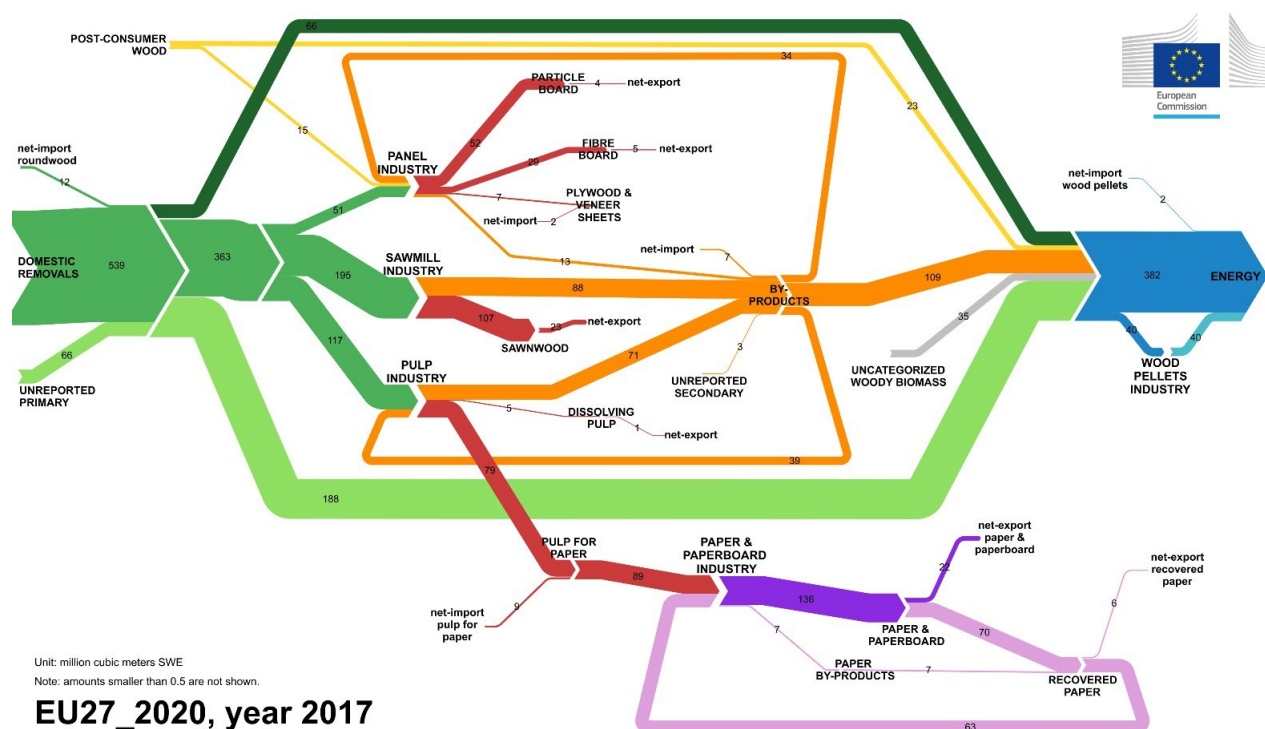 66
POST-CONSUMER
WOOD
34
PARTICLE
BOARD
4
net-export
European
Commission
23
15
52
net-import
roundwood
12
PANEL
INDUSTRY
29
FIBRE
BOARD
5
net-export
net-import
wood pellets
2
51
7
PLYWOOD &
VENEER
SHEETS
net-import
2
DOMESTIC
REMOVALS
539
363
195
SAWMILL
INDUSTRY
13
net-import
7
88
BY-
PRODUCTS
109
382
ENERGY
107
23
net-export
SAWNWOOD
35
40
40
WOOD
PELLETS
INDUSTRY
66
UNREPORTED
PRIMARY
117
PULP
INDUSTRY
71
3
UNREPORTED
SECONDARY
UNCATEGORIZED
WOODY BIOMASS
5
DISSOLVING
PULP
1
net-export
39
79
188
PULP FOR
PAPER
89
9
net-import
pulp for
paper
PAPER &
PAPERBOARD
INDUSTRY
136
22
net-export
paper &
paperboard
net-export
recovered
paper
6
PAPER &
PAPERBOARD
70
7
PAPER
BY-PRODUCTS
7
RECOVERED
PAPER
63
Unit: million cubic meters SWE
Note: amounts smaller than 0.5 are not shown.
EU27_2020, year 2017